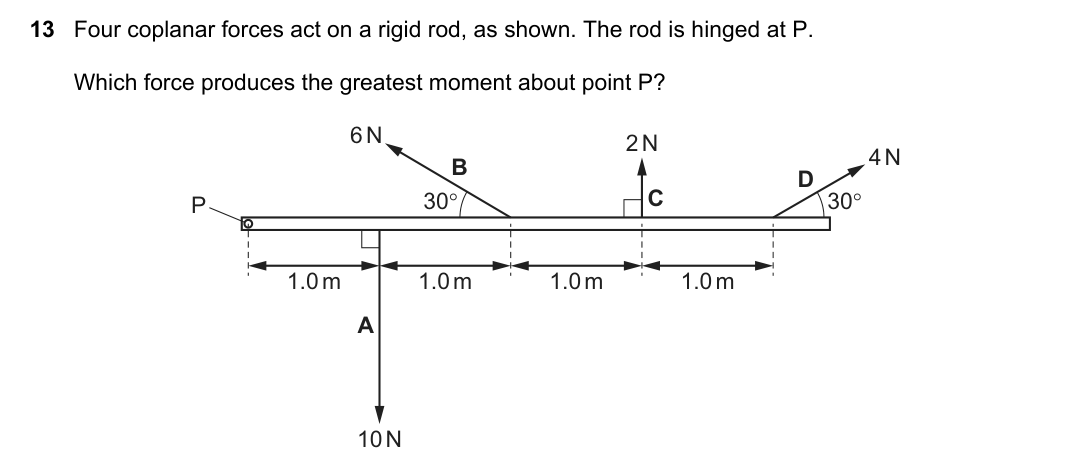 13 Four coplanar forces act on a rigid rod, as shown. The rod is hinged at P.
Which force produces the greatest moment about point P?
6 N
2 N
4 N
B
D
30°
C
30°
P
1.0 m
1.0 m
1.0 m
1.0 m
A
10 N